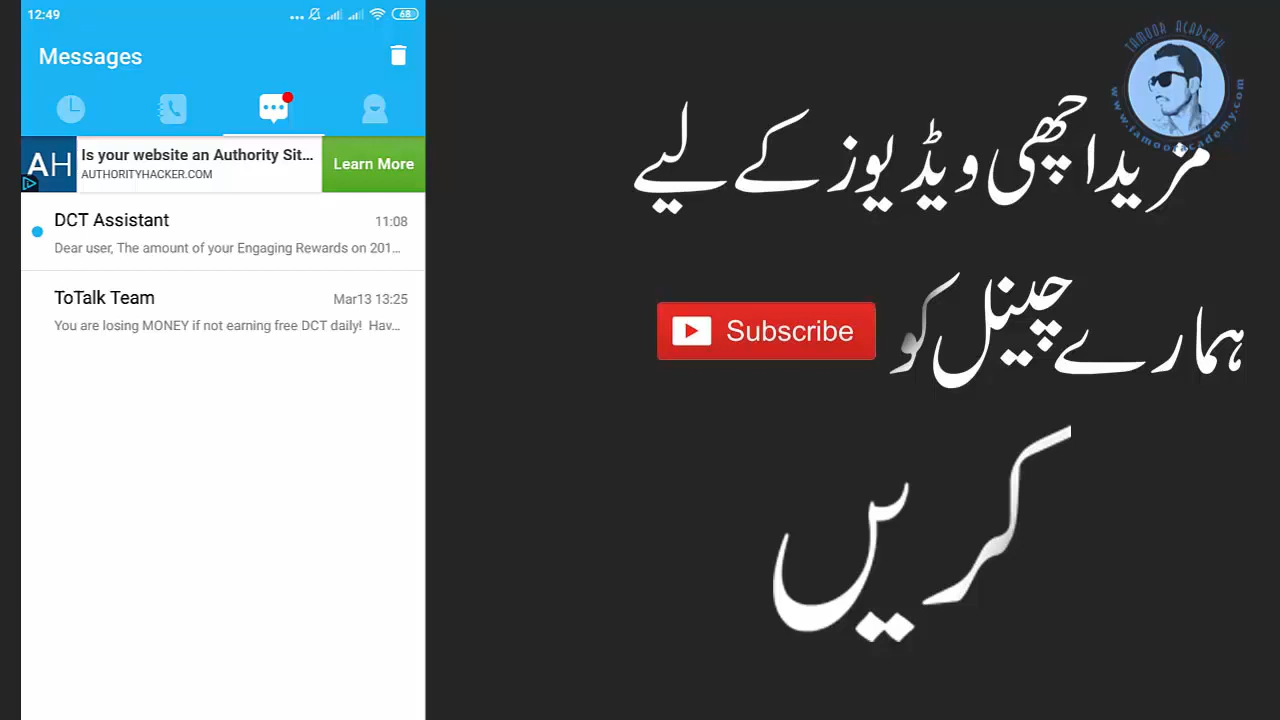 12:49
68
Messages
AH
Is your website an Authority Sit...
AUTHORITYHACKER.COM
Learn More
DCT Assistant
11:08
Dear user, The amount of your Engaging Rewards on 201...
ToTalk Team
Mar13 13:25
You are losing MONEY if not earning free DCT daily! Hav...
TAMOOR ACADEMY
www.tamooracademy.com
مزید اچھی ویڈیوز کے لیے
ہمارے چینل کو Subscribe
کریں